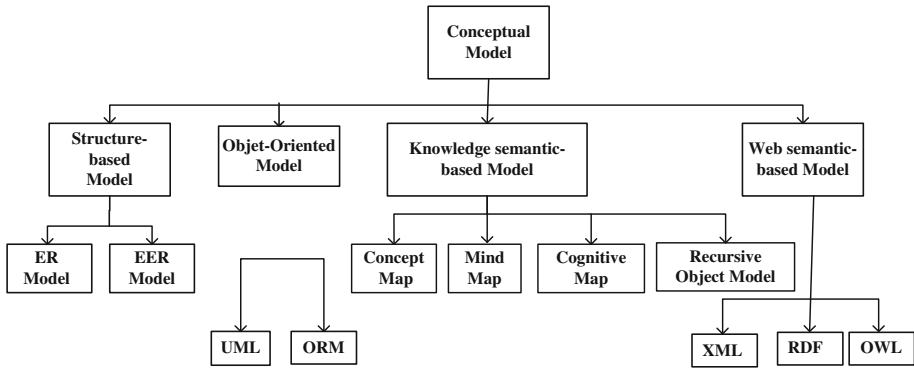 Conceptual
Model
Structure-
based
Model
Objet-Oriented
Model
Knowledge semantic-
based Model
Web semantic-
based Model
ER
Model
EER
Model
Concept
Map
Mind
Map
Cognitive
Map
Recursive
Object Model
UML
ORM
XML
RDF
OWL